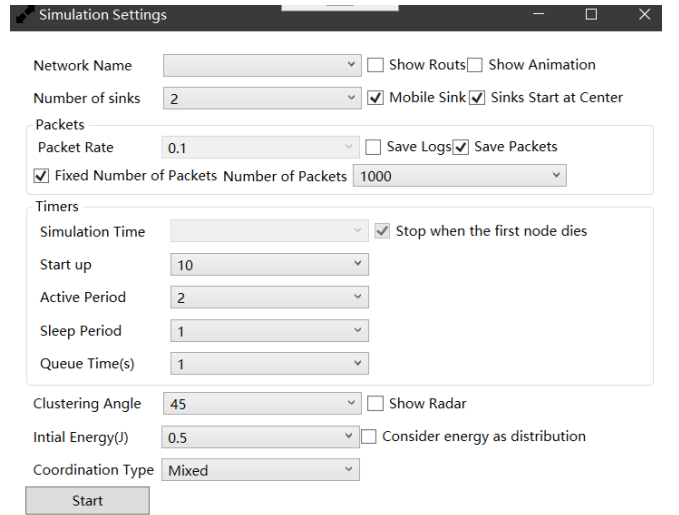 Simulation Settings
Network Name Show Routs Show Animation
Number of sinks 2 Mobile Sink Sinks Start at Center
Packets
Packet Rate 0.1 Save Logs Save Packets
Fixed Number of Packets Number of Packets 1000
Timers
Simulation Time Stop when the first node dies
Start up 10
Active Period 2
Sleep Period 1
Queue Time(s) 1
Clustering Angle 45 Show Radar
Intial Energy(J) 0.5 Consider energy as distribution
Coordination Type Mixed
Start